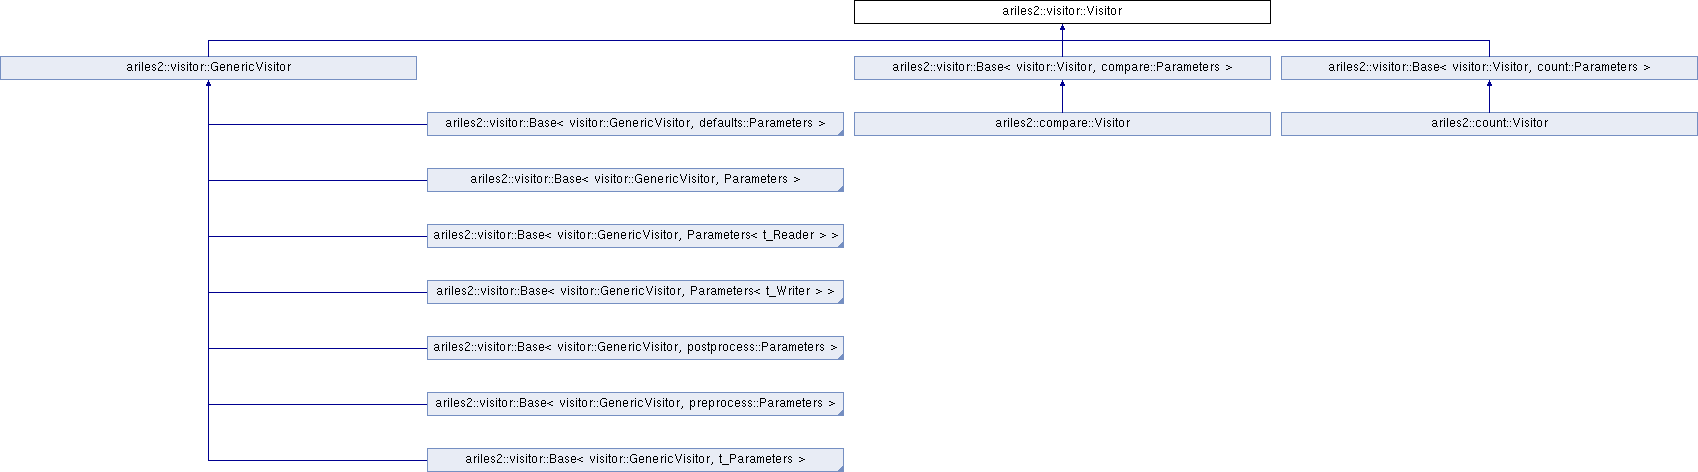 ariles2::visitor::Visitor
ariles2::visitor::GenericVisitor
ariles2::visitor::Base< visitor::Visitor, compare::Parameters >
ariles2::visitor::Base< visitor::Visitor, count::Parameters >
ariles2::visitor::Base< visitor::GenericVisitor, defaults::Parameters >
ariles2::compare::Visitor
ariles2::count::Visitor
ariles2::visitor::Base< visitor::GenericVisitor, Parameters >
ariles2::visitor::Base< visitor::GenericVisitor, Parameters< t_Reader > >
ariles2::visitor::Base< visitor::GenericVisitor, Parameters< t_Writer > >
ariles2::visitor::Base< visitor::GenericVisitor, postprocess::Parameters >
ariles2::visitor::Base< visitor::GenericVisitor, preprocess::Parameters >
ariles2::visitor::Base< visitor::GenericVisitor, t_Parameters >